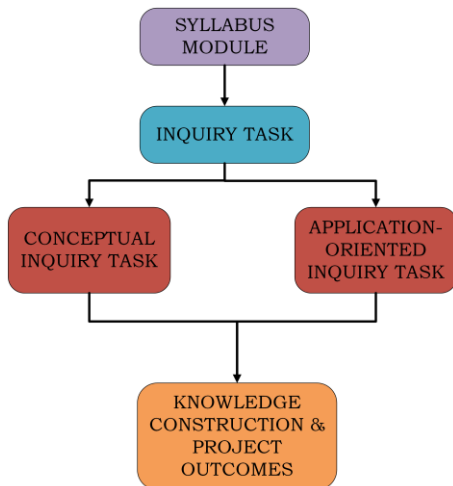 SYLLABUS
MODULE
INQUIRY TASK
CONCEPTUAL
INQUIRY TASK
APPLICATION-
ORIENTED
INQUIRY TASK
KNOWLEDGE
CONSTRUCTION &
PROJECT
OUTCOMES